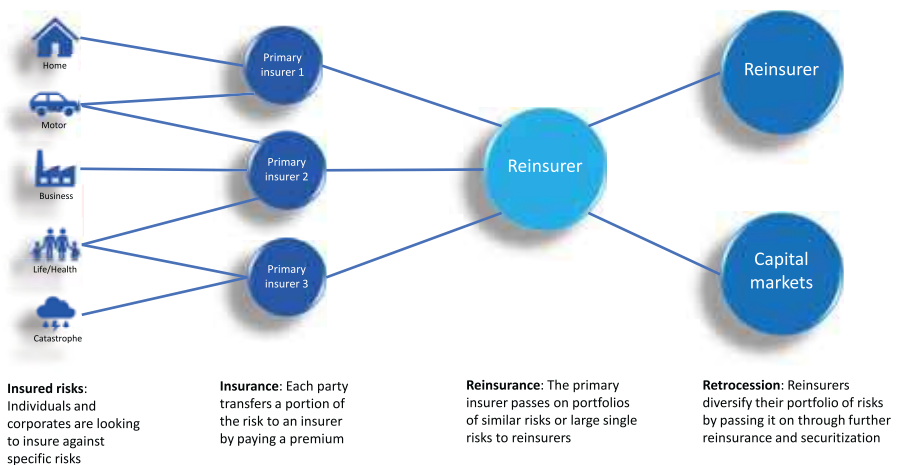 Home
Motor
Business
Life/Health
Catastrophe
Primary
insurer 1
Primary
insurer 2
Primary
insurer 3
Reinsurer
Reinsurer
Capital
markets
Insured risks:
Individuals and
corporates are looking
to insure against
specific risks
Insurance: Each party
transfers a portion of
the risk to an insurer
by paying a premium
Reinsurance: The primary
insurer passes on portfolios
of similar risks or large single
risks to reinsurers
Retrocession: Reinsurers
diversify their portfolio of risks
by passing it on through further
reinsurance and securitization